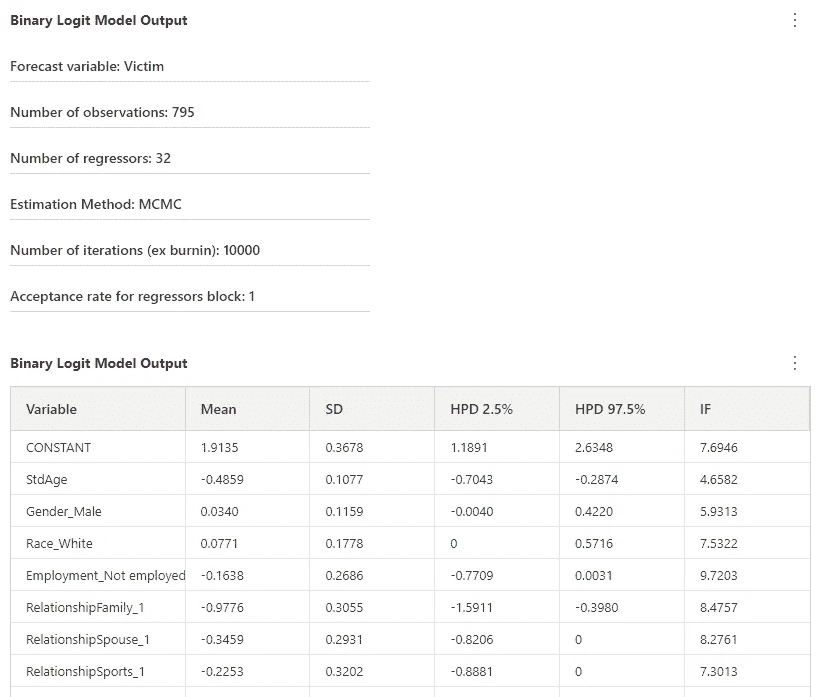 Binary Logit Model Output
Forecast variable: Victim
Number of observations: 795
Number of regressors: 32
Estimation Method: MCMC
Number of iterations (ex burnin): 10000
Acceptance rate for regressors block: 1
Binary Logit Model Output
Variable Mean SD HPD 2.5% HPD 97.5% IF
CONSTANT 1.9135 0.3678 1.1891 2.6348 7.6946
StdAge -0.4859 0.1077 -0.7043 -0.2874 4.6582
Gender_Male 0.0340 0.1159 -0.0040 0.4220 5.9313
Race_White 0.0771 0.1778 0 0.5716 7.5322
Employment_Not employed -0.1638 0.2686 -0.7709 0.0031 9.7203
RelationshipFamily_1 -0.9776 0.3055 -1.5911 -0.3980 8.4757
RelationshipSpouse_1 -0.3459 0.2931 -0.8206 0 8.2761
RelationshipSports_1 -0.2253 0.3202 -0.8881 0 7.3013